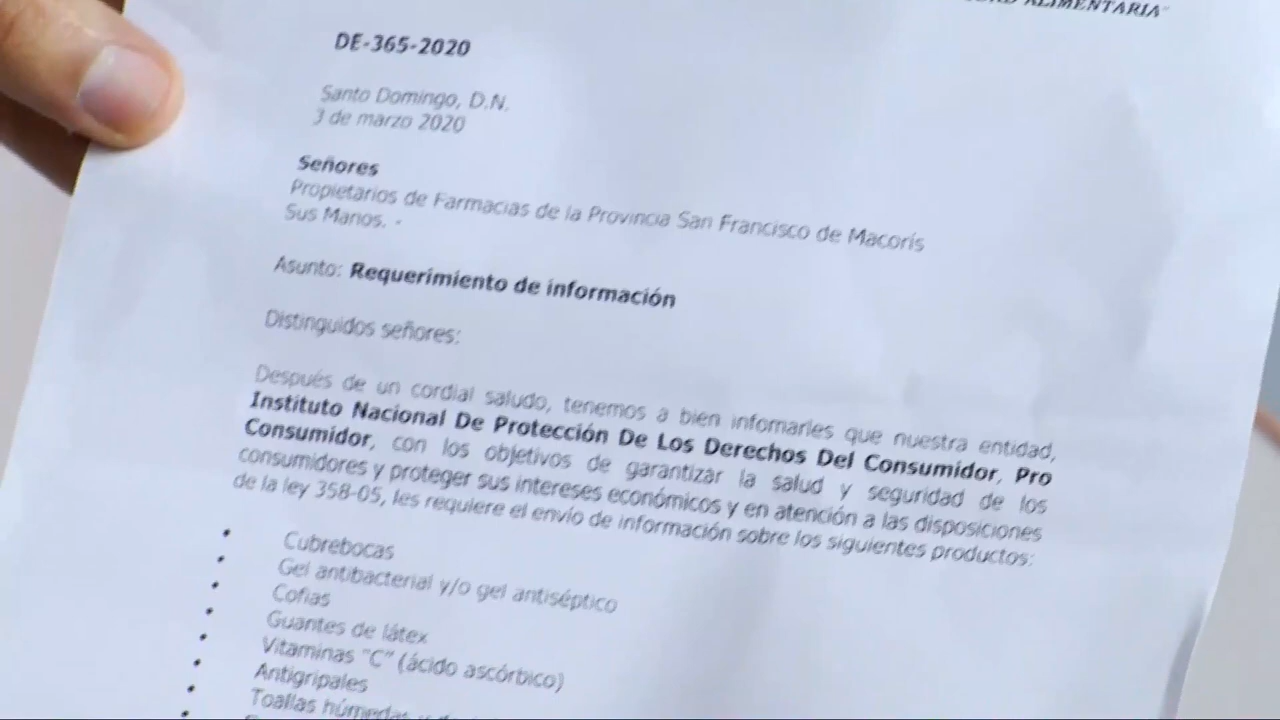 ALIMENTARIA"
DE-365-2020
Santo Domingo, D.N.
3 de marzo 2020
Señores
Propietarios de Farmacias de la Provincia San Francisco de Macorís
Sus Manos. -
Asunto: Requerimiento de información
Distinguidos señores:
Después de un cordial saludo, tenemos a bien infomarles que nuestra entidad,
Instituto Nacional De Protección De Los Derechos Del Consumidor, Pro
Consumidor, con los objetivos de garantizar la salud y seguridad de los
consumidores y proteger sus intereses económicos y en atención a las disposiciones
de la ley 358-05, les requiere el envío de información sobre los siguientes productos:
• Cubrebocas
• Gel antibacterial y/o gel antiséptico
• Cofias
• Guantes de látex
• Vitaminas "C" (ácido ascórbico)
• Antigripales
• Toallas húmedas